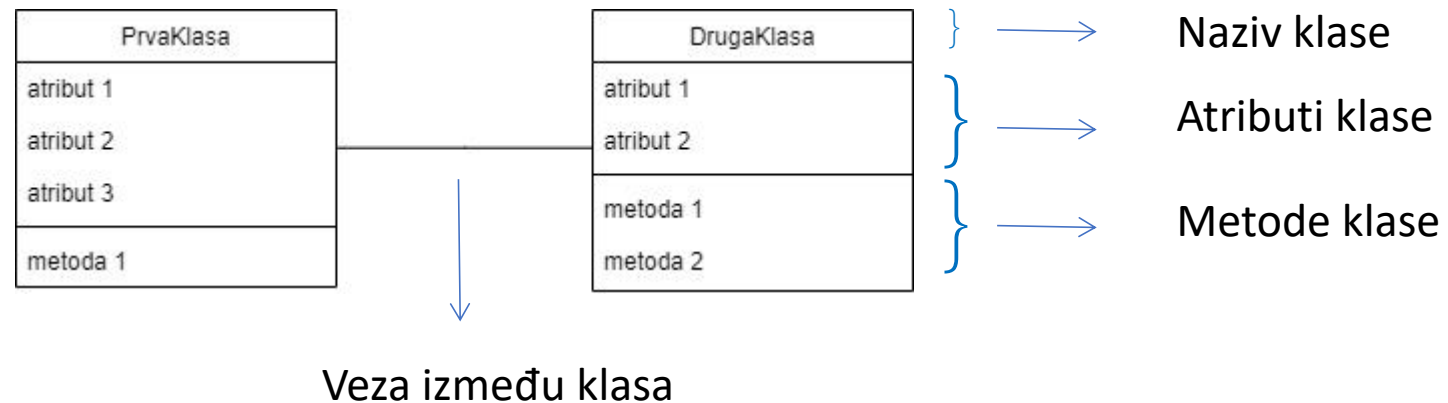 PrvaKlasa
atribut 1
atribut 2
atribut 3
metoda 1
DrugaKlasa
atribut 1
atribut 2
metoda 1
metoda 2
Naziv klase
Atributi klase
Metode klase
Veza između klasa